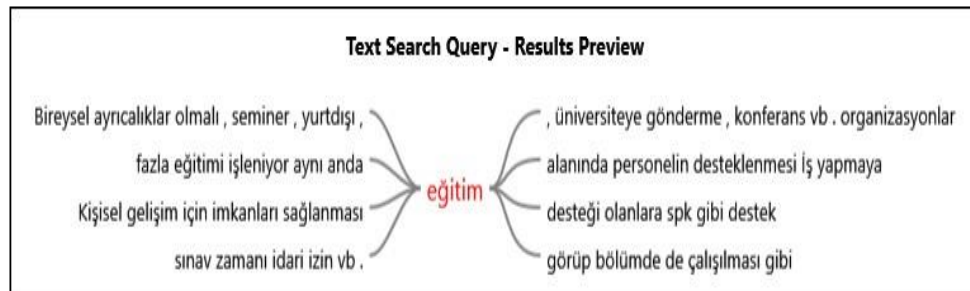 Text Search Query - Results Preview
Bireysel ayrıcalıklar olmalı , seminer , yurtdışı ,
fazla eğitimi işleniyor aynı anda
Kişisel gelişim için imkanları sağlanması
sınav zamanı idari izin vb .
eğitim
, üniversiteye gönderme , konferans vb . organizasyonlar
alanında personelin desteklenmesi İş yapmaya
desteği olanlara spk gibi destek
görüp bölümde de çalışılması gibi